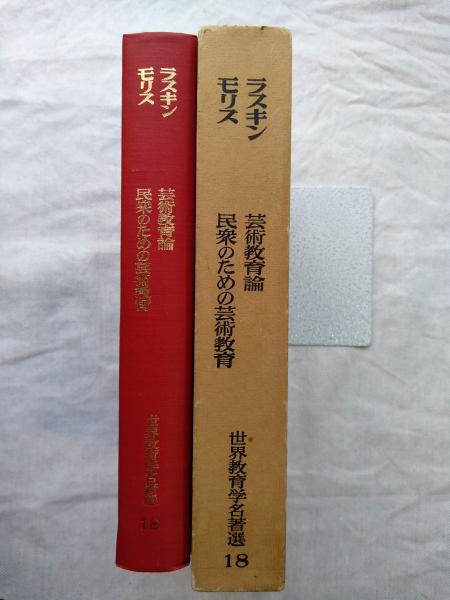 ラスキン
モリス
芸術教育論
民衆のための芸術教育
世界教育学名著選
18
ラスキン
モリス
芸術教育論
民衆のための芸術教育
世界教育学名著選
18